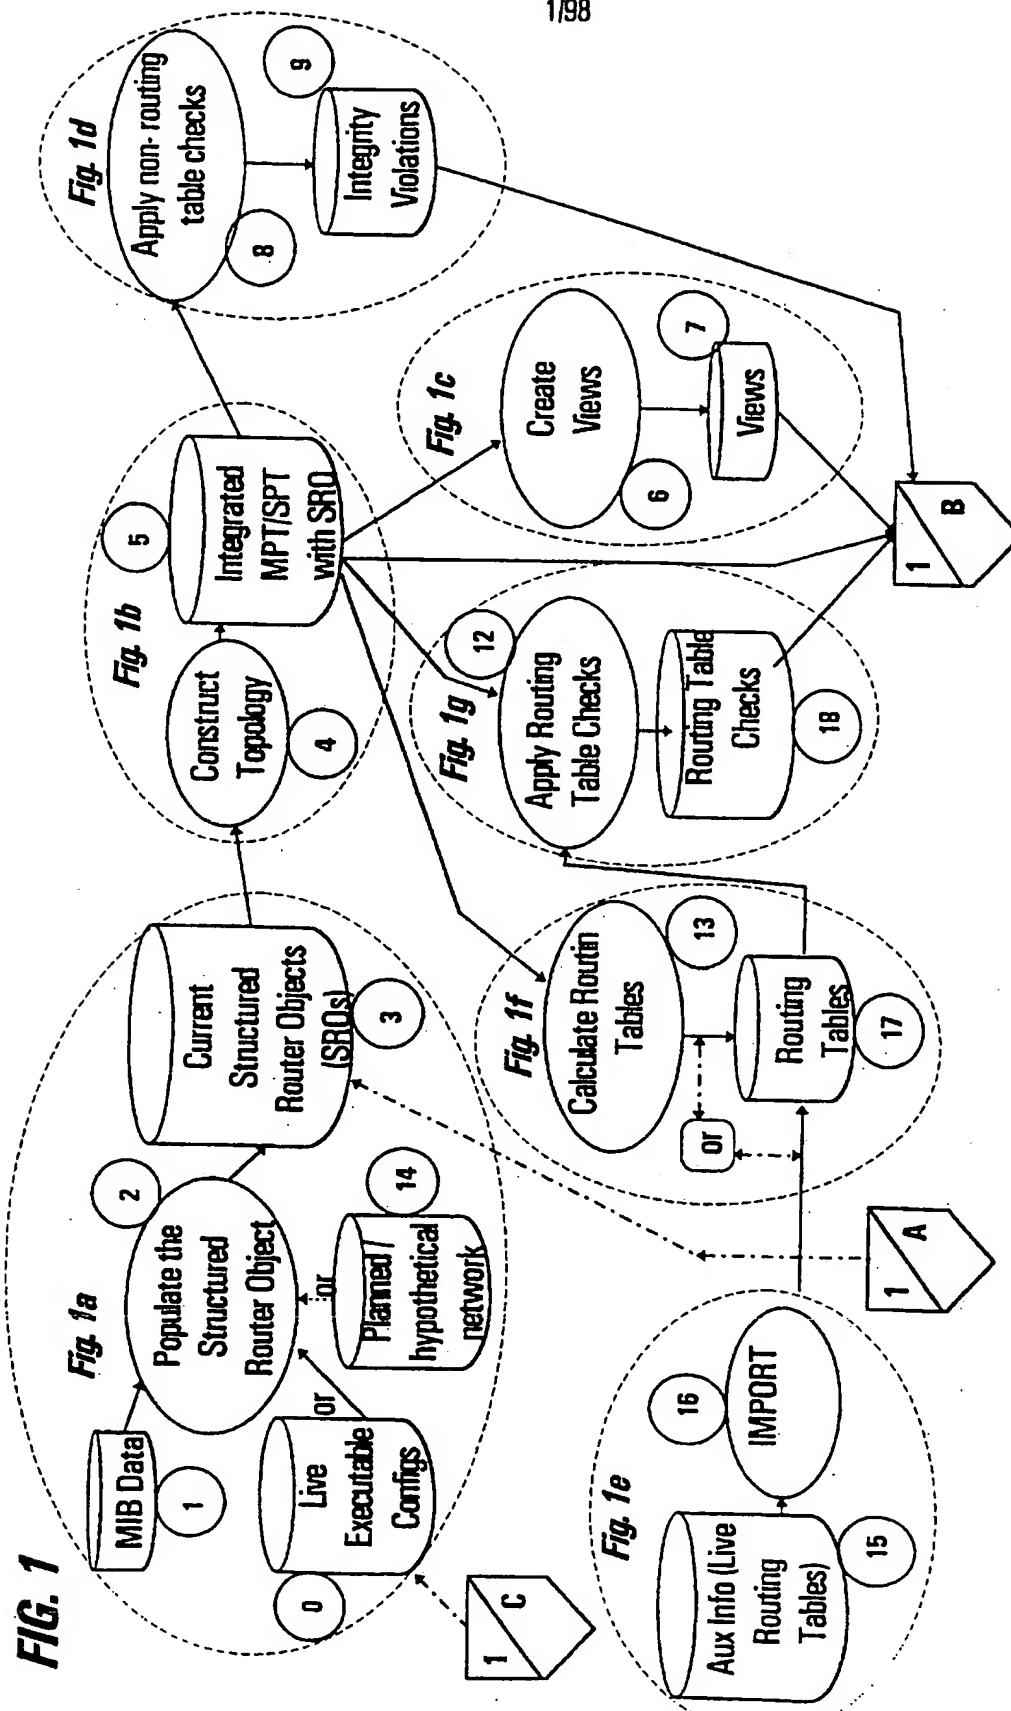 1/98
FIG. 1
Fig. 1a
MIB Data
1
Populate the
Structured
Router Object
2
Live
Executable
Configs
0
or
or
Planned /
hypothetical
network
14
Current
Structured
Router Objects
(SROs)
3
1
C
Fig. 1b
Construct
Topology
4
Integrated
MPT/SPT
with SRO
5
Fig. 1d
Apply non-routing
table checks
8
Integrity
Violations
9
Fig. 1c
Create
Views
6
Views
7
Fig. 1g
Apply Routing
Table Checks
12
Routing Table
Checks
18
1
B
Fig. 1f
Calculate Routin
Tables
13
or
Routing
Tables
17
1
A
Fig. 1e
Aux Info (Live
Routing
Tables)
15
IMPORT
16